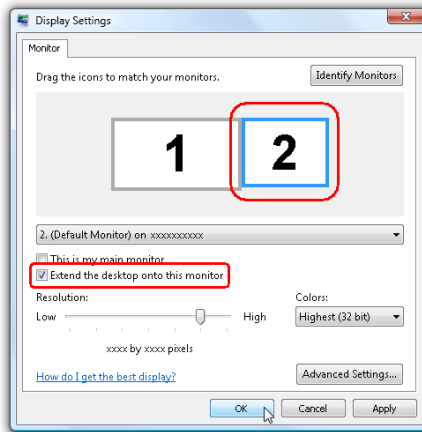 Display Settings
Monitor
Drag the icons to match your monitors.
Identify Monitors
1
2
2. (Default Monitor) on xxxxxxxxxx
This is my main monitor
Extend the desktop onto this monitor
Resolution:
Colors:
Low
High
Highest (32 bit)
xxxx by xxxx pixels
How do I get the best display?
Advanced Settings...
OK
Cancel
Apply